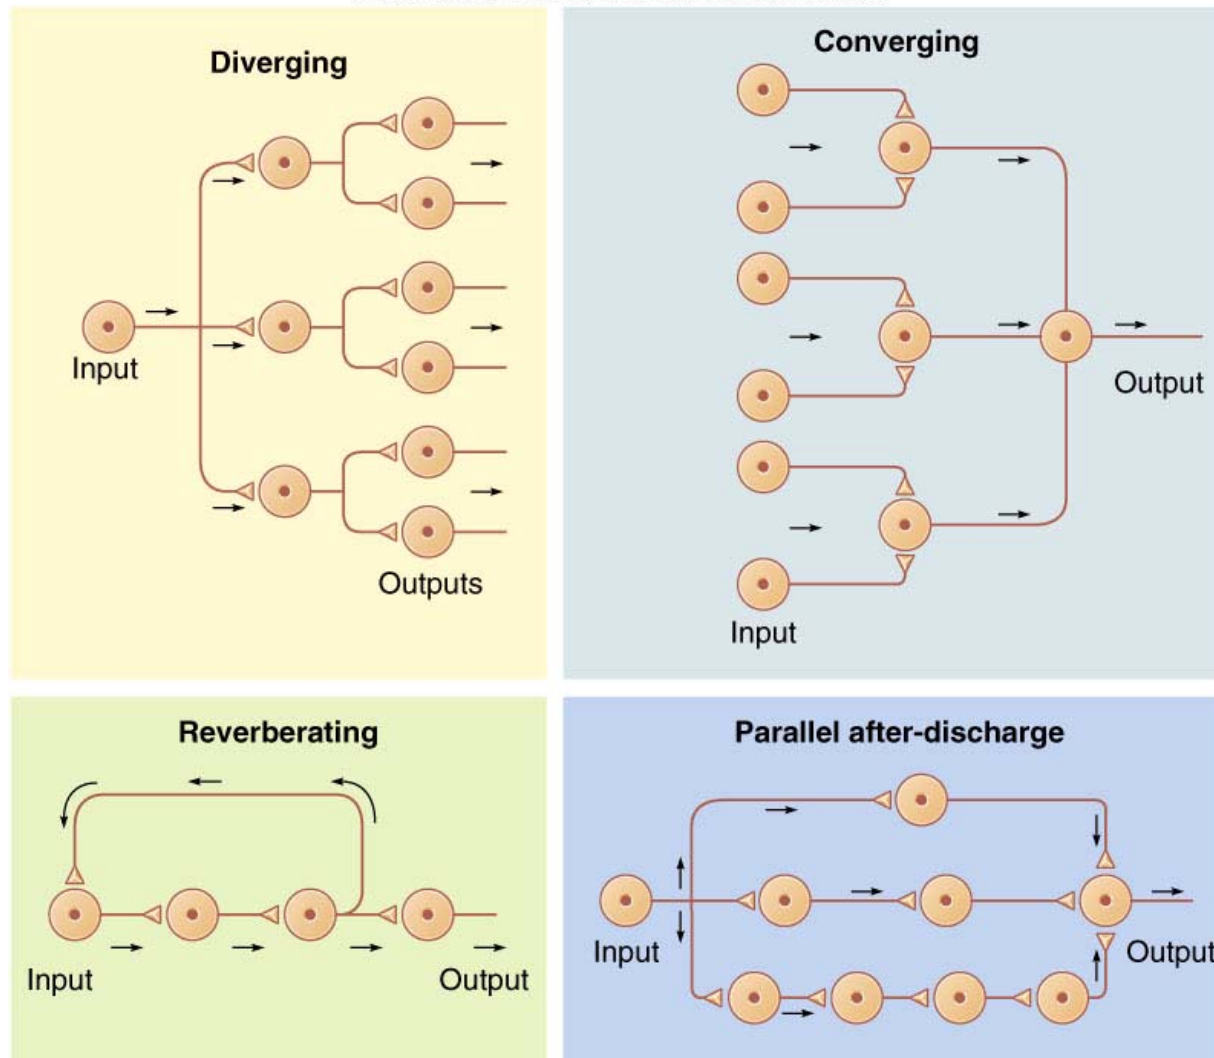 Diverging
Input
Outputs
Converging
Input
Output
Reverberating
Input
Output
Parallel after-discharge
Input
Output